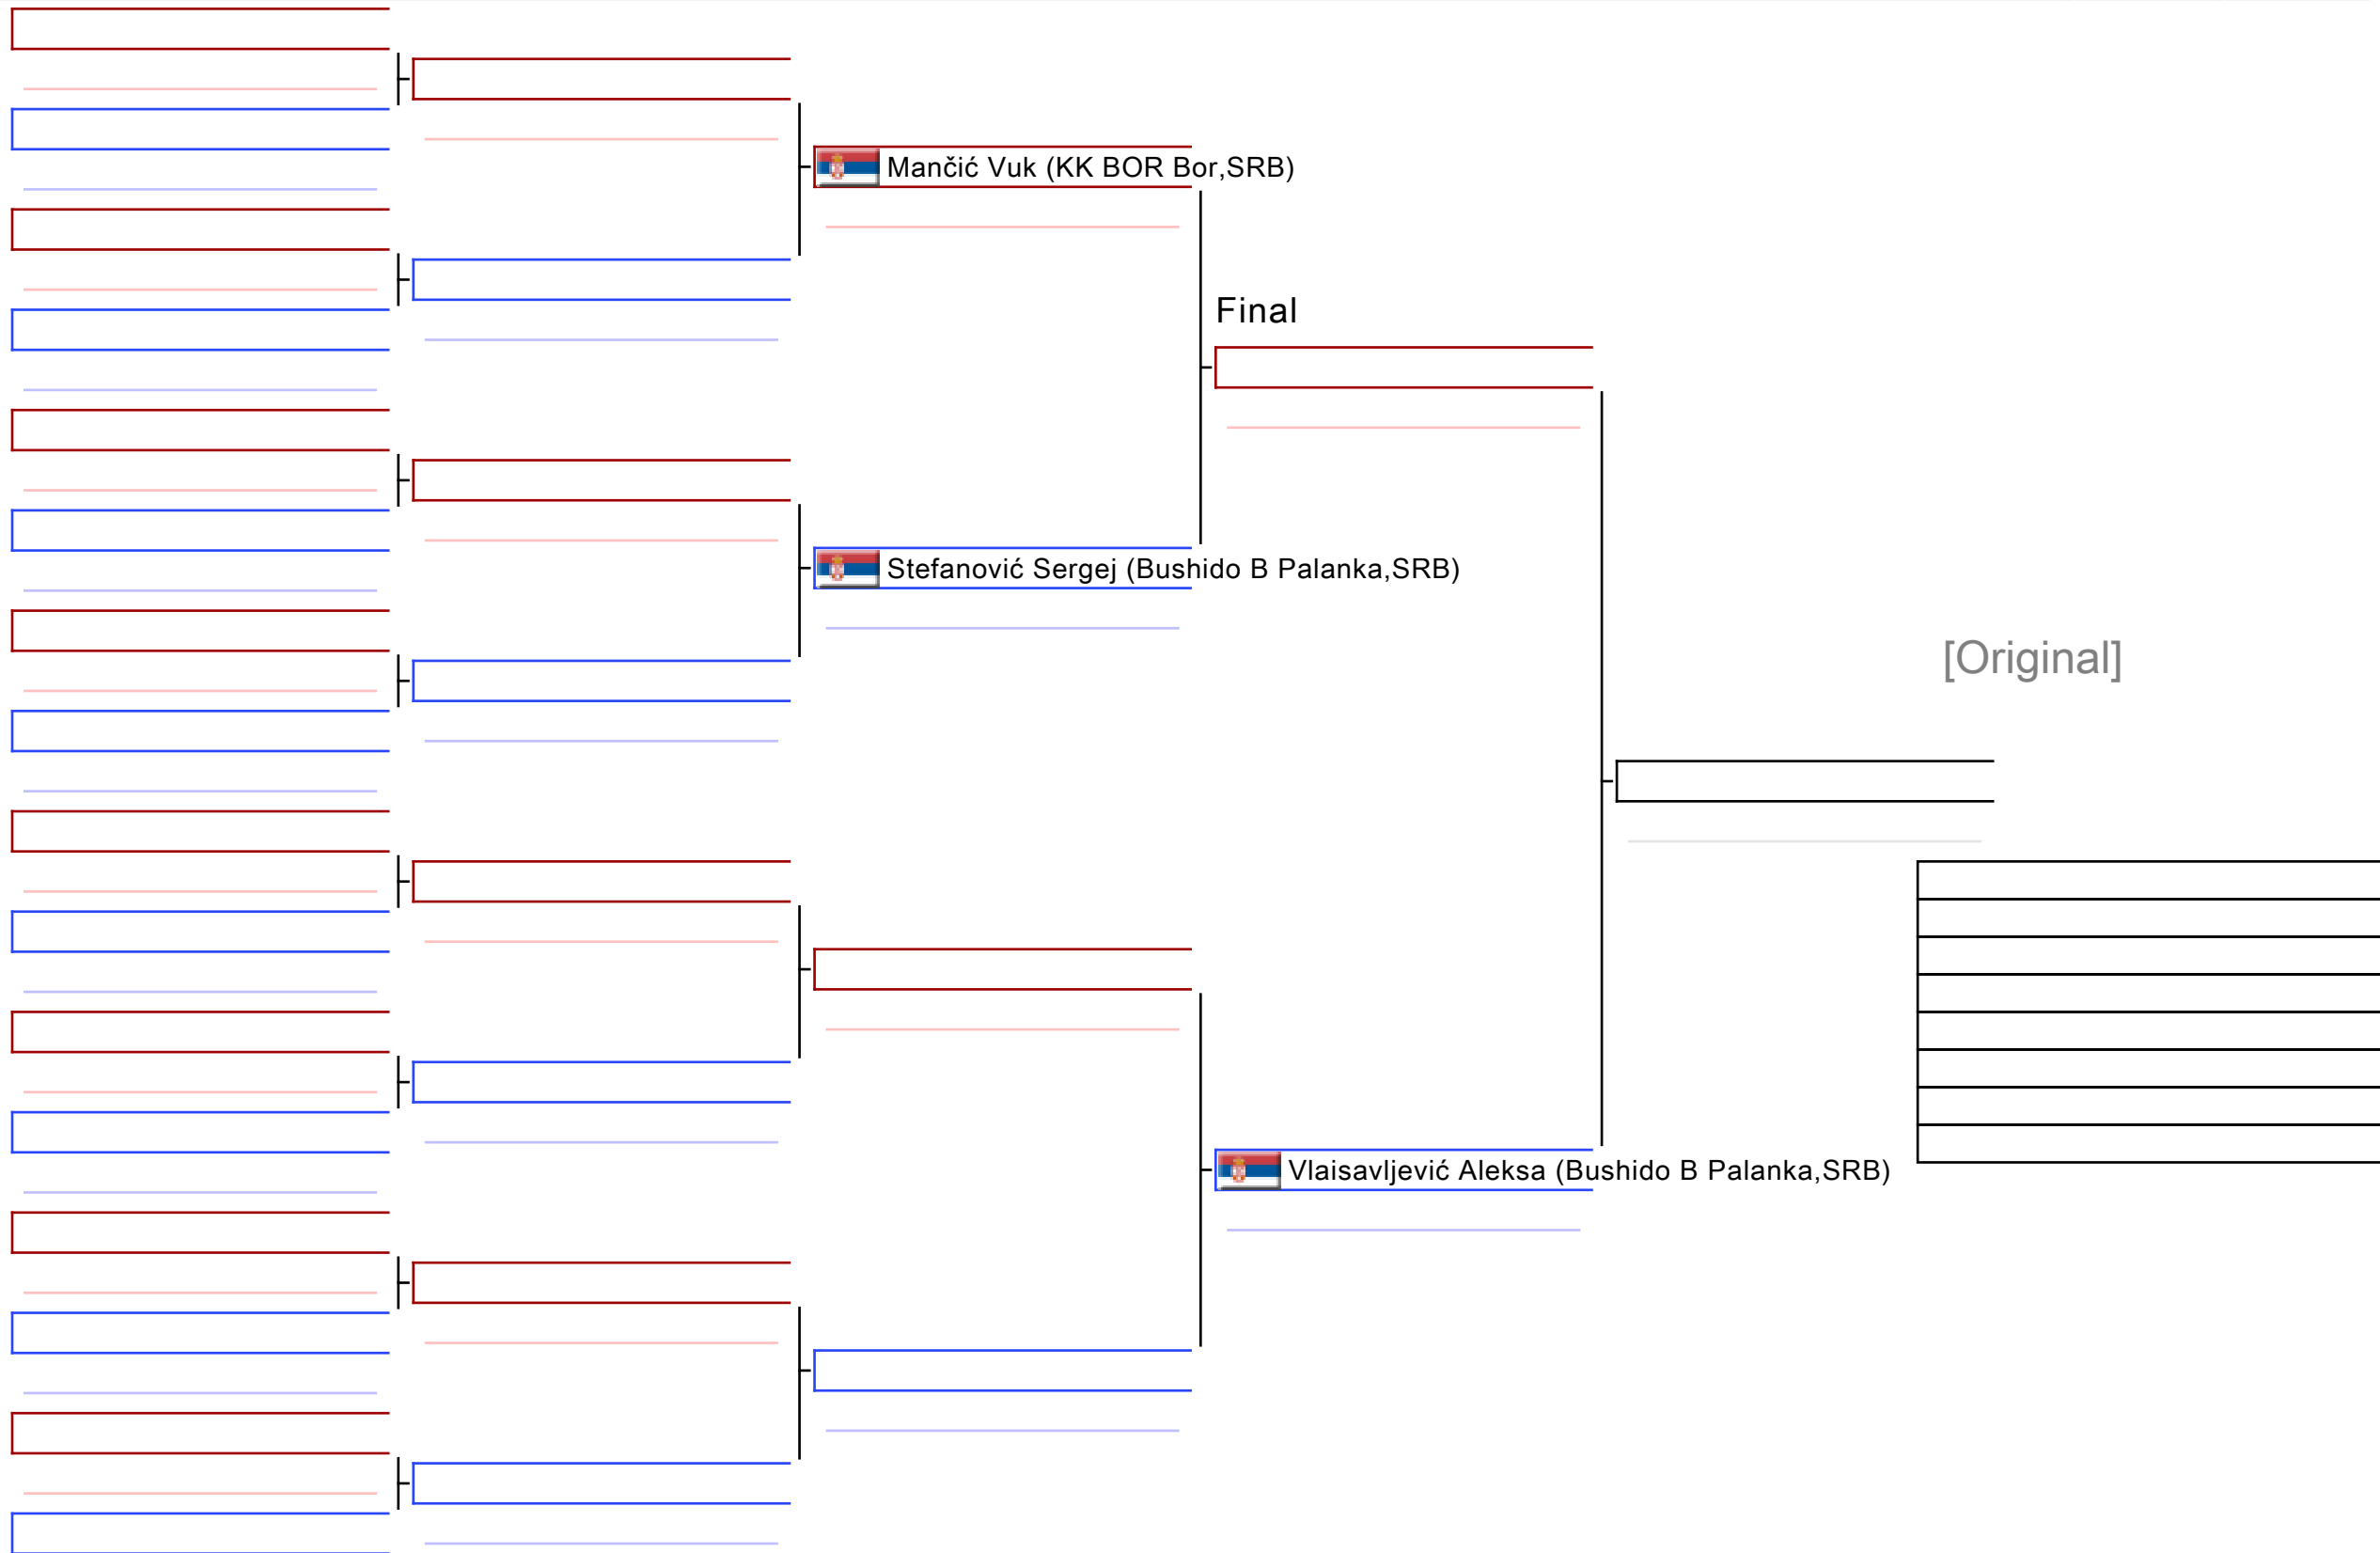 Mančić Vuk (KK BOR Bor,SRB)
Final
Stefanović Sergej (Bushido B Palanka,SRB)
[Original]
Vlaisavljević Aleksa (Bushido B Palanka,SRB)